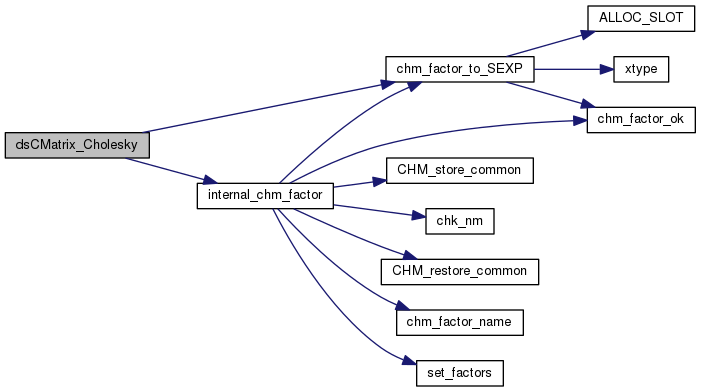 ALLOC_SLOT
chm_factor_to_SEXP
xtype
chm_factor_ok
dsCMatrix_Cholesky
CHM_store_common
internal_chm_factor
chk_nm
CHM_restore_common
chm_factor_name
set_factors